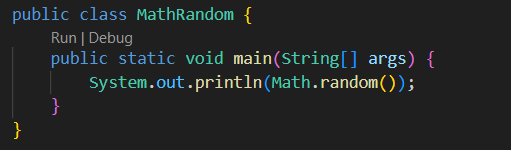 public class MathRandom {
Run | Debug
public static void main(String[] args) {
System.out.println(Math.random());
}
}